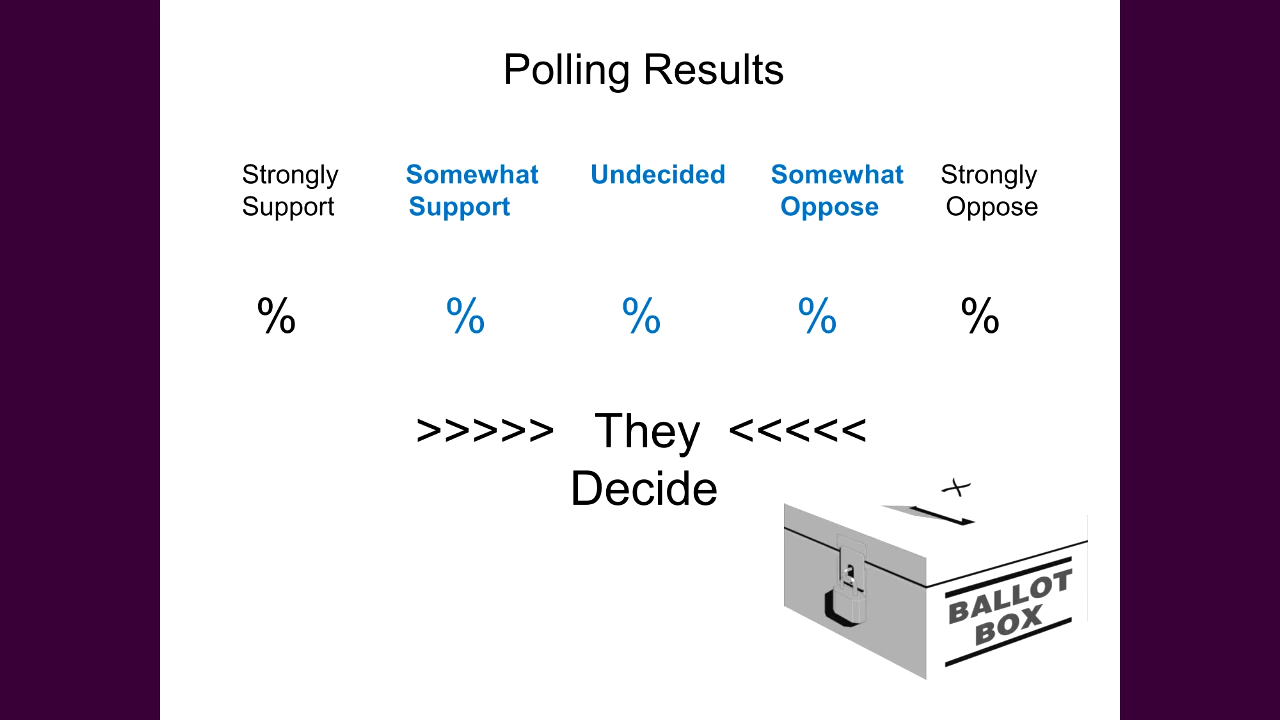 Polling Results
Strongly Somewhat Undecided Somewhat Strongly
Support Support Oppose Oppose
% % % % %
>>>>> They <<<<<
Decide
X
BALLOT
BOX